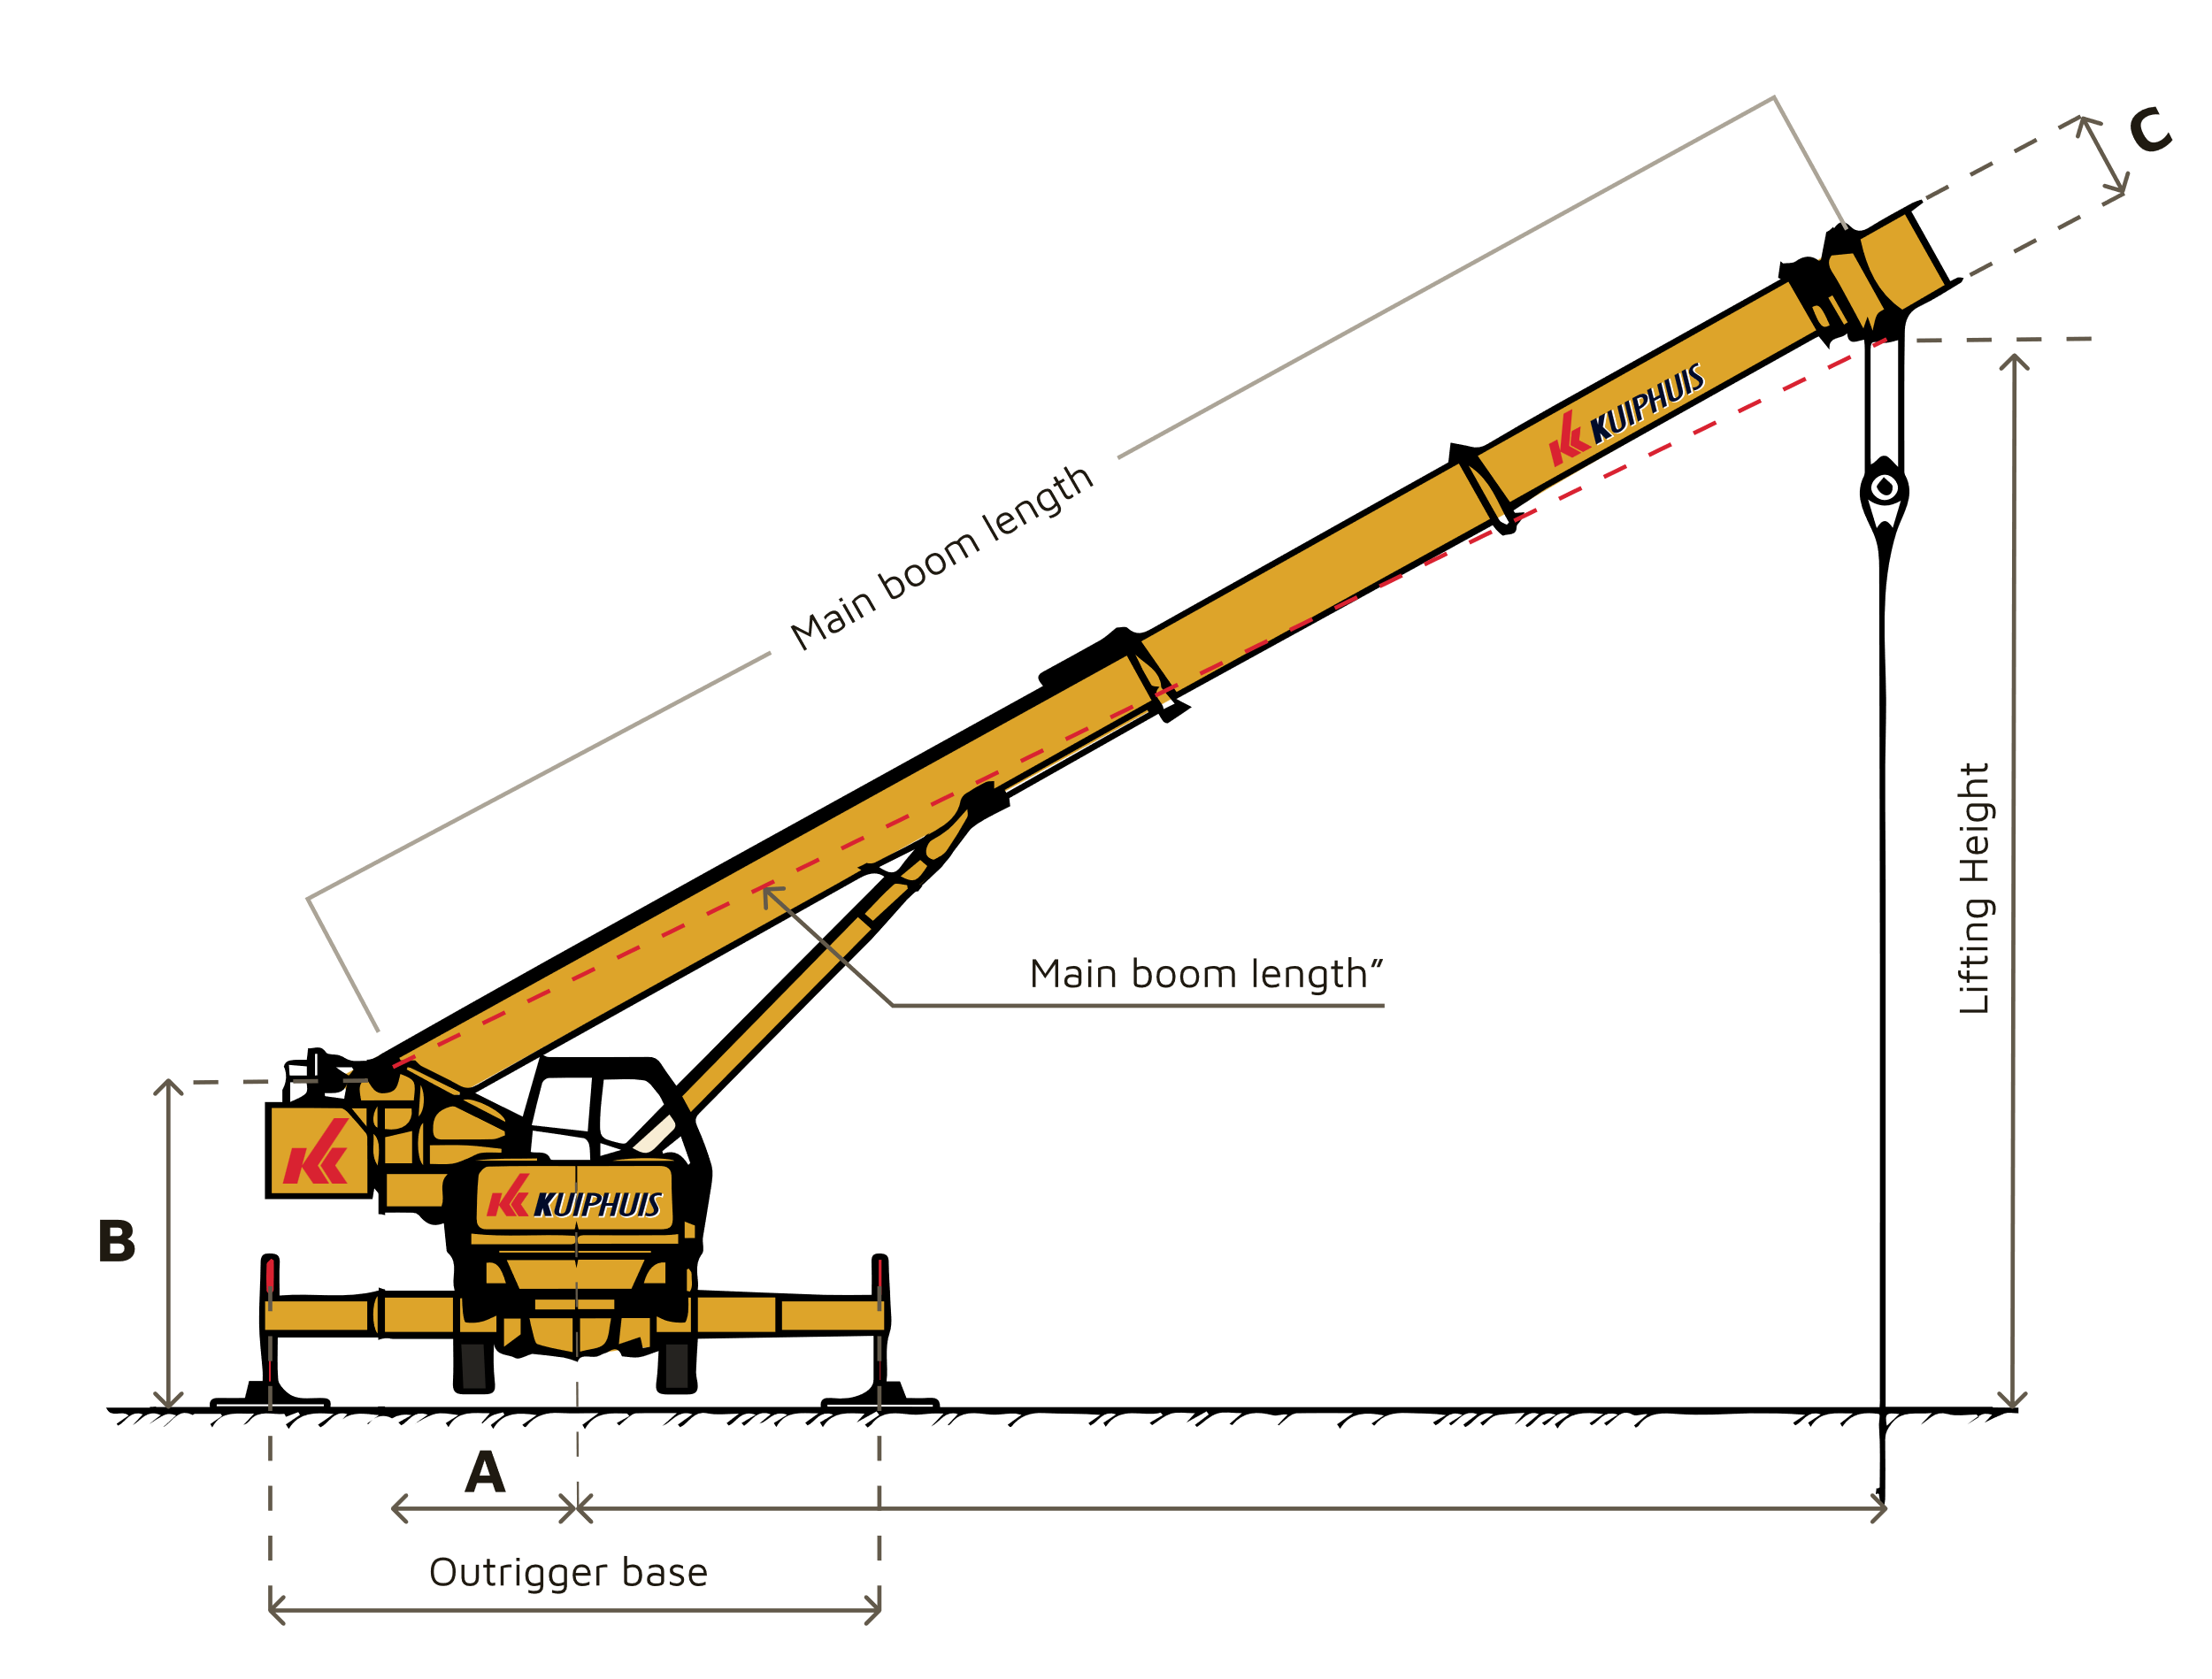 C
Main boom length
KUIPHUIS
Lifting Height
Main boom length”
KUIPHUIS
B
A
Outrigger base